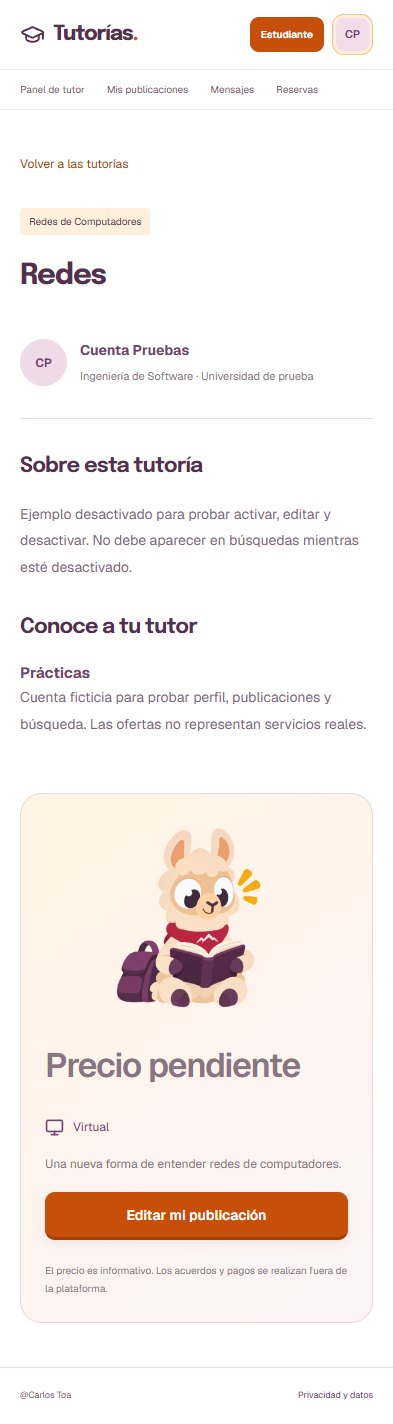 Tutorías.
Estudiante
CP
Panel de tutor
Mis publicaciones
Mensajes
Reservas
Volver a las tutorías
Redes de Computadores
Redes
CP
Cuenta Pruebas
Ingeniería de Software · Universidad de prueba
Sobre esta tutoría
Ejemplo desactivado para probar activar, editar y
desactivar. No debe aparecer en búsquedas mientras
esté desactivado.
Conoce a tu tutor
Prácticas
Cuenta ficticia para probar perfil, publicaciones y
búsqueda. Las ofertas no representan servicios reales.
Precio pendiente
Virtual
Una nueva forma de entender redes de computadores.
Editar mi publicación
El precio es informativo. Los acuerdos y pagos se realizan fuera de
la plataforma.
@Carlos Toa
Privacidad y datos